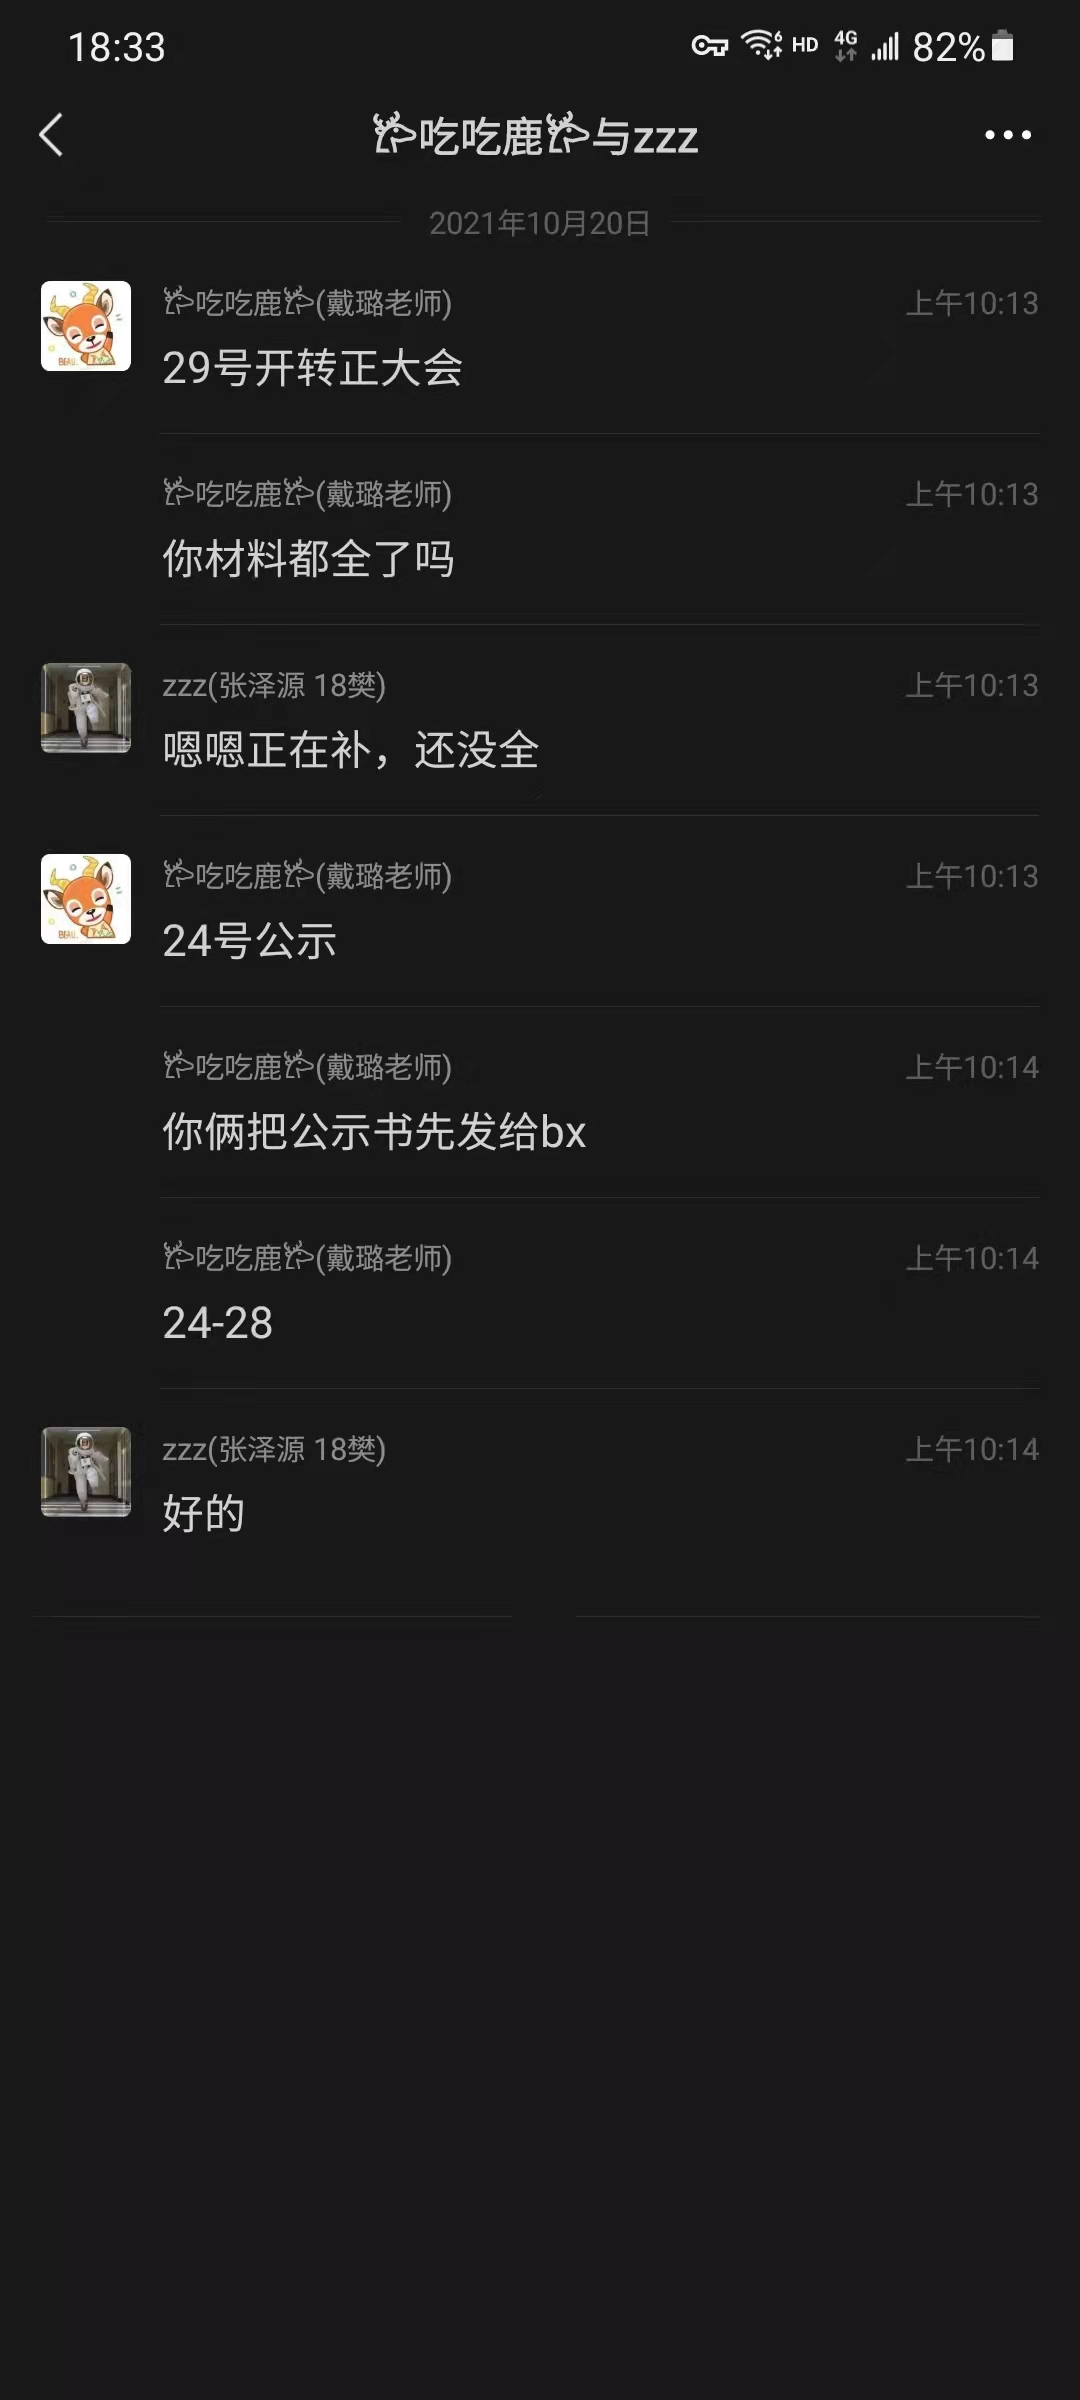 18:33 6 HD 4G 82%
吃吃鹿与zzz
2021年10月20日
吃吃鹿(戴璐老师) 上午10:13
29号开转正大会
吃吃鹿(戴璐老师) 上午10:13
你材料都全了吗
zzz(张泽源 18樊) 上午10:13
嗯嗯正在补，还没全
吃吃鹿(戴璐老师) 上午10:13
24号公示
吃吃鹿(戴璐老师) 上午10:14
你俩把公示书先发给bx
吃吃鹿(戴璐老师) 上午10:14
24-28
zzz(张泽源 18樊) 上午10:14
好的